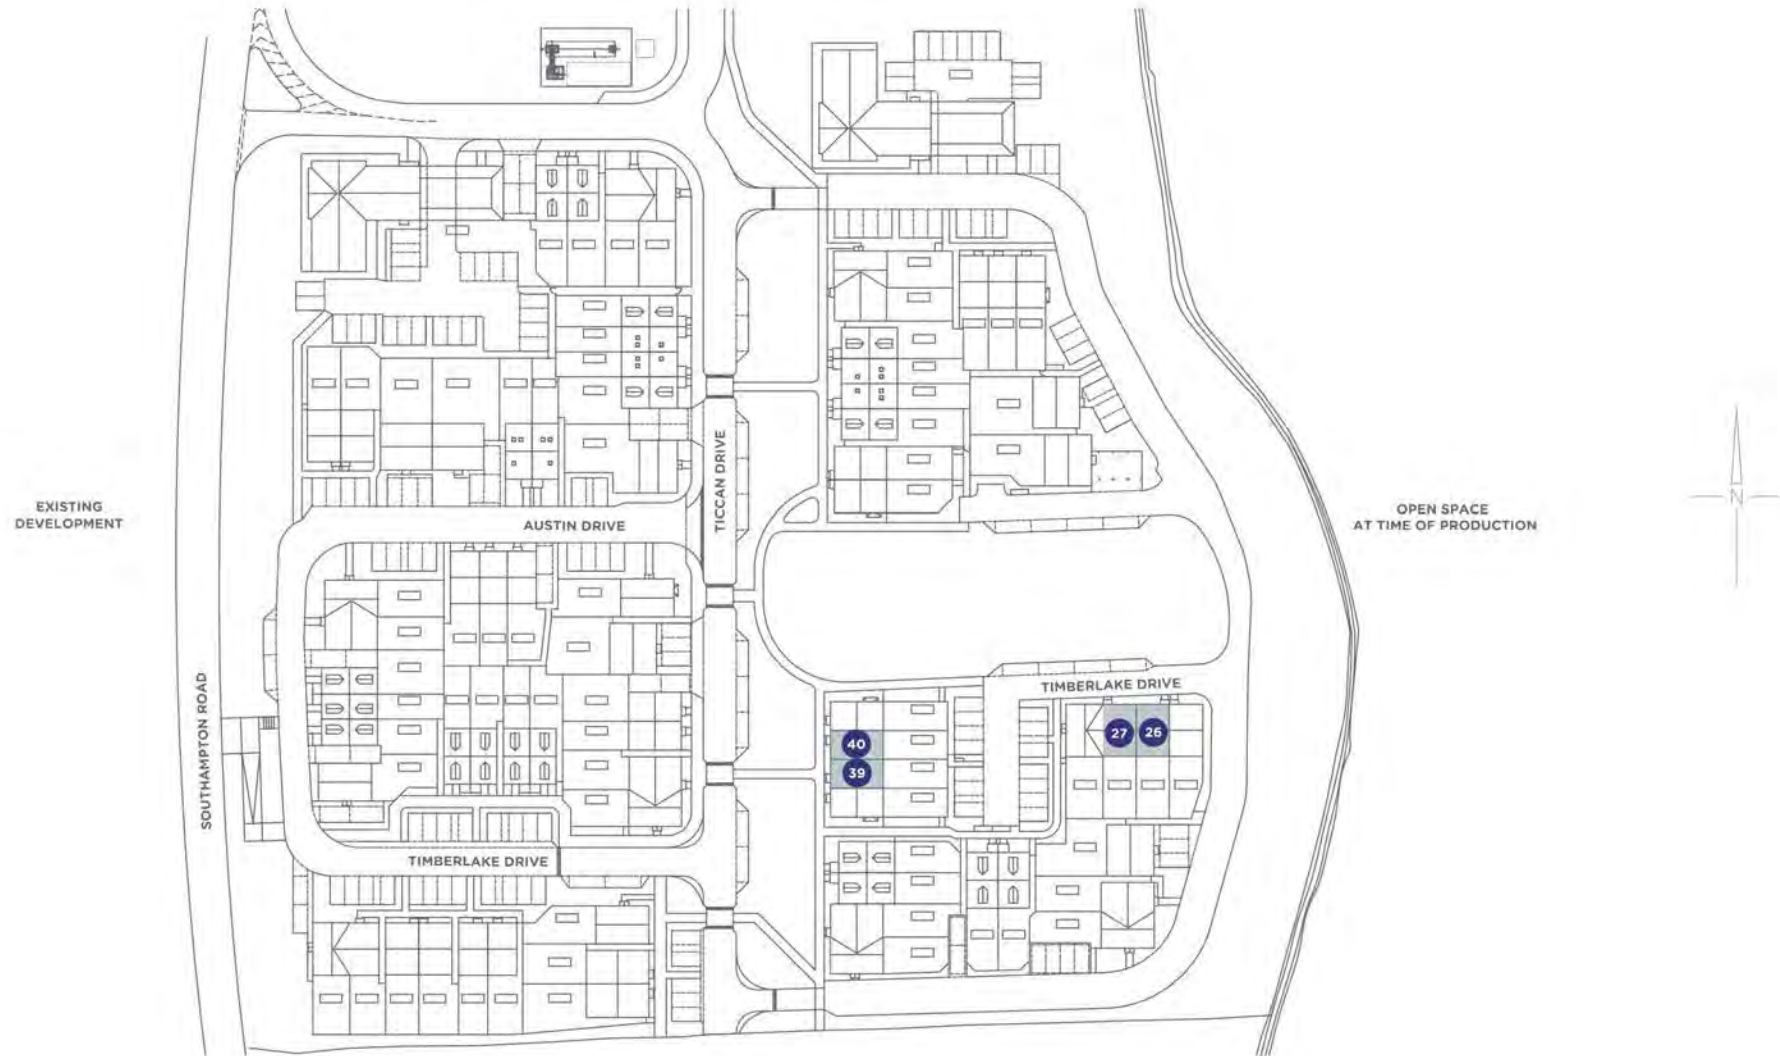 EXISTING
DEVELOPMENT
AUSTIN DRIVE
TICCAN DRIVE
OPEN SPACE
AT TIME OF PRODUCTION
N
SOUTHAMPTON ROAD
TIMBERLAKE DRIVE
27
26
40
39
TIMBERLAKE DRIVE